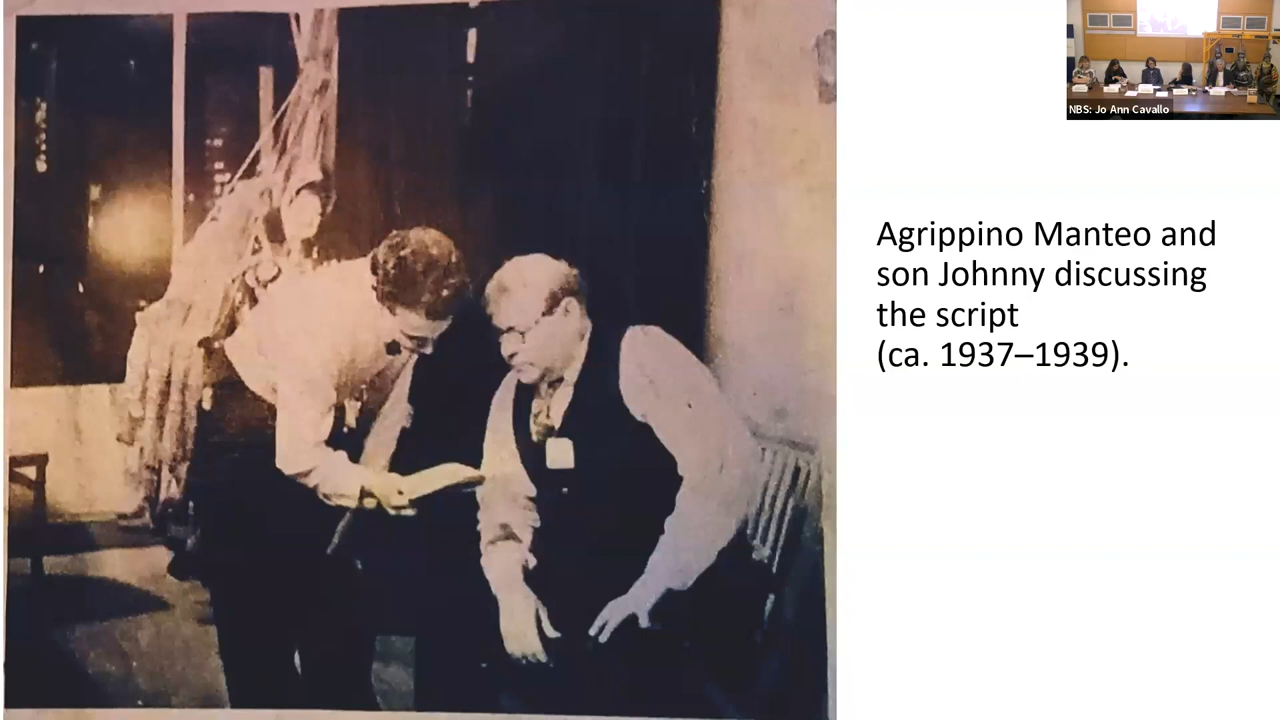 NBS: Jo Ann Cavallo
Agrippino Manteo and
son Johnny discussing
the script
(ca. 1937–1939).